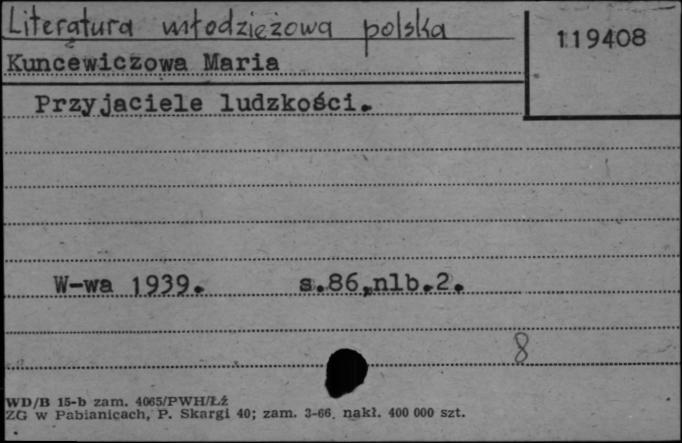 Literatura młodzieżowa polska
119408
Kuncewiczowa Maria
Przyjaciele ludzkości.
W-wa 1939. s.86,nlb.2.
8
WD/B 15-b zam. 4065/PWH/Łź
ZG w Pabianicach, P. Skargi 40; zam. 3-66. nakł. 400 000 szt.